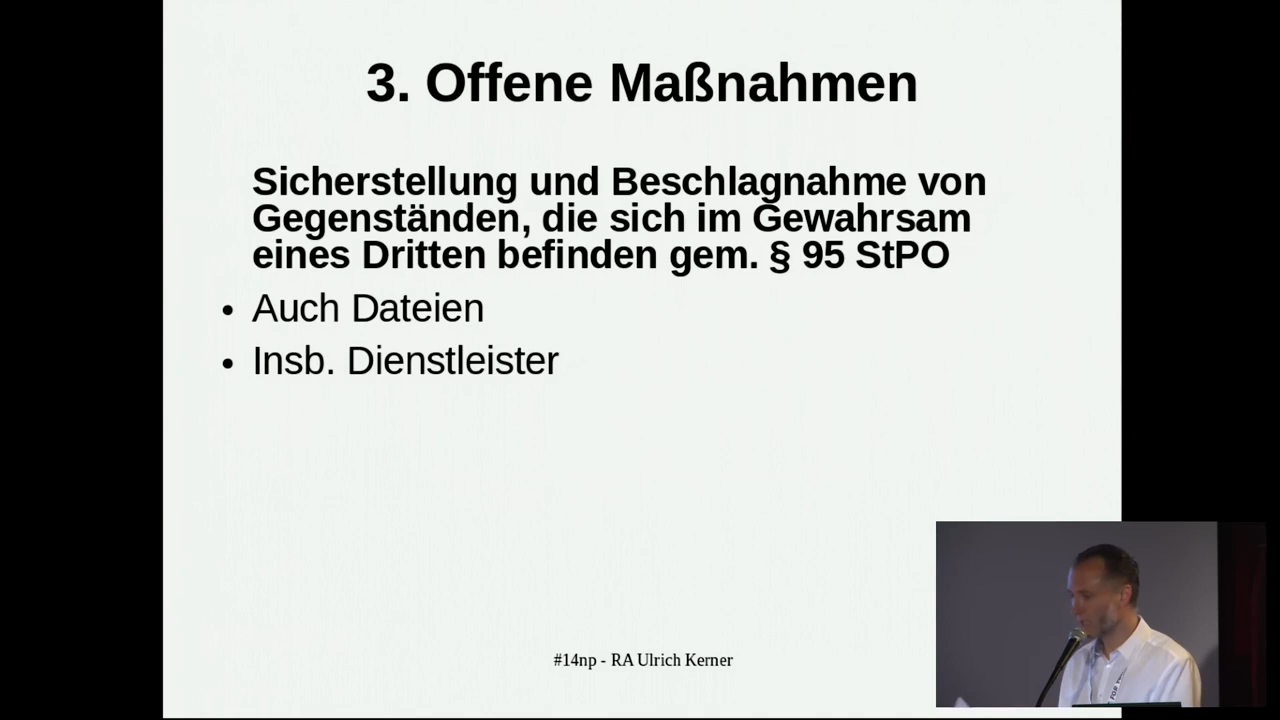 3. Offene Maßnahmen
Sicherstellung und Beschlagnahme von
Gegenständen, die sich im Gewahrsam
eines Dritten befinden gem. § 95 StPO
• Auch Dateien
• Insb. Dienstleister
#14np - RA Ulrich Kerner
FOR